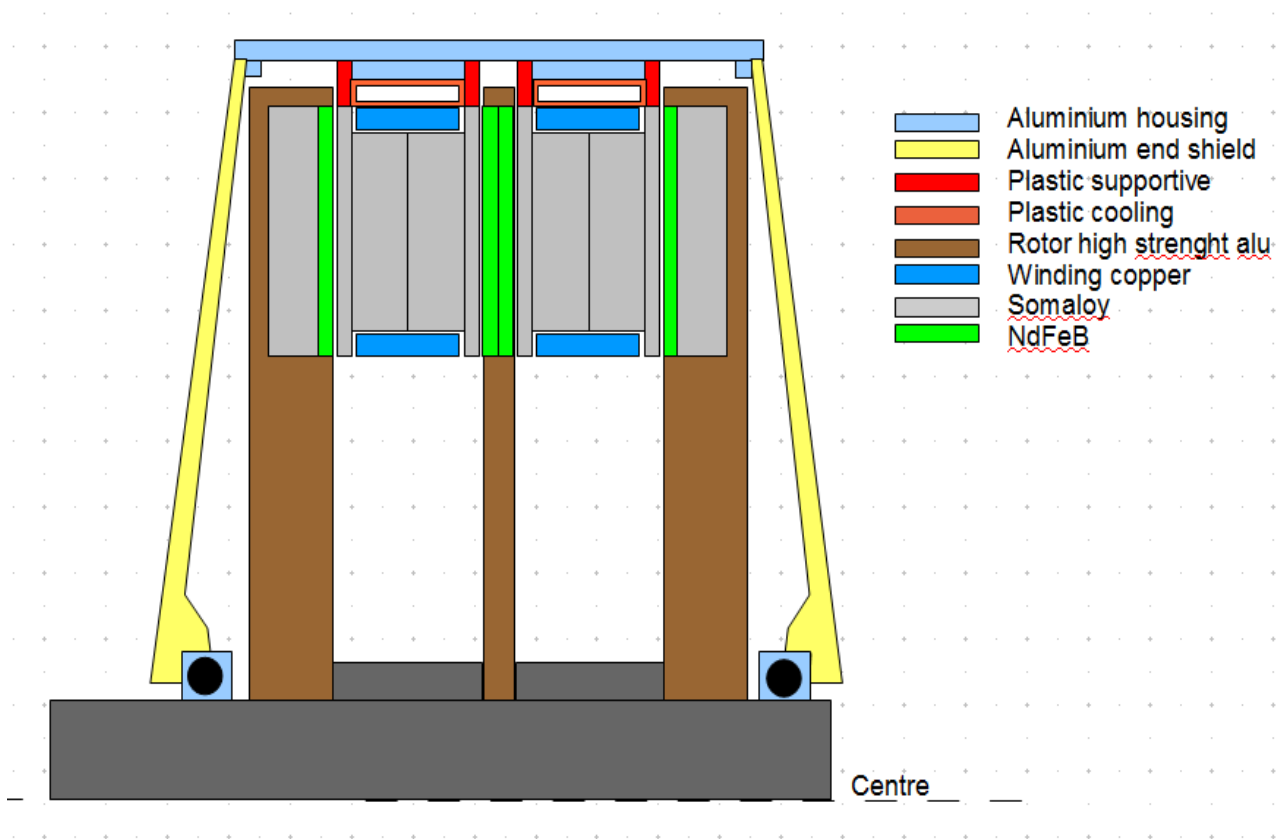 Aluminium housing
Aluminium end shield
Plastic supportive
Plastic cooling
Rotor high strenght alu
Winding copper
Somaloy
NdFeB
Centre